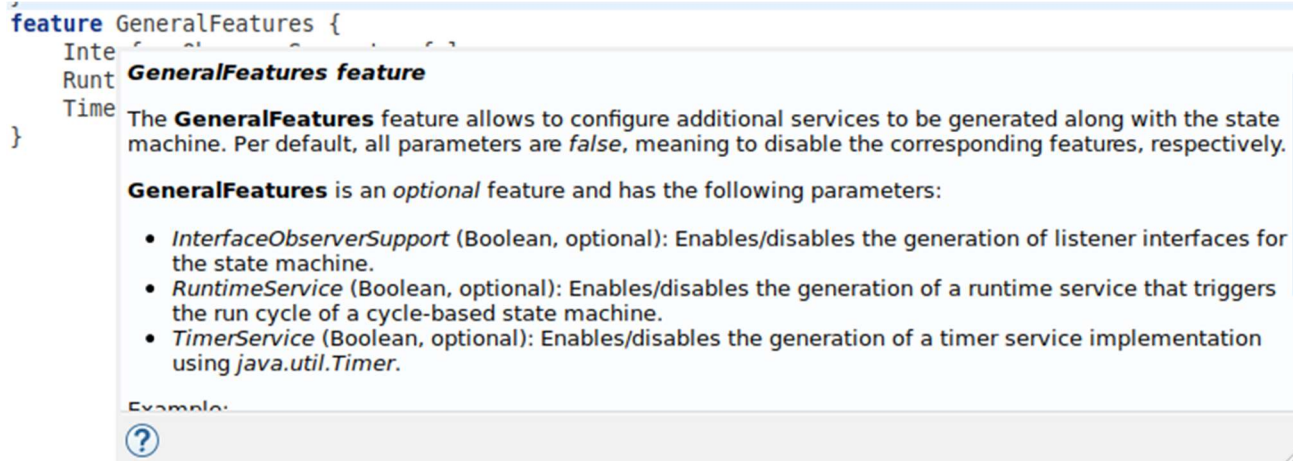 feature GeneralFeatures {
Inte
Runt
Time
}
GeneralFeatures feature
The GeneralFeatures feature allows to configure additional services to be generated along with the state
machine. Per default, all parameters are false, meaning to disable the corresponding features, respectively.
GeneralFeatures is an optional feature and has the following parameters:
• InterfaceObserverSupport (Boolean, optional): Enables/disables the generation of listener interfaces for
the state machine.
• RuntimeService (Boolean, optional): Enables/disables the generation of a runtime service that triggers
the run cycle of a cycle-based state machine.
• TimerService (Boolean, optional): Enables/disables the generation of a timer service implementation
using java.util.Timer.
Example:
?